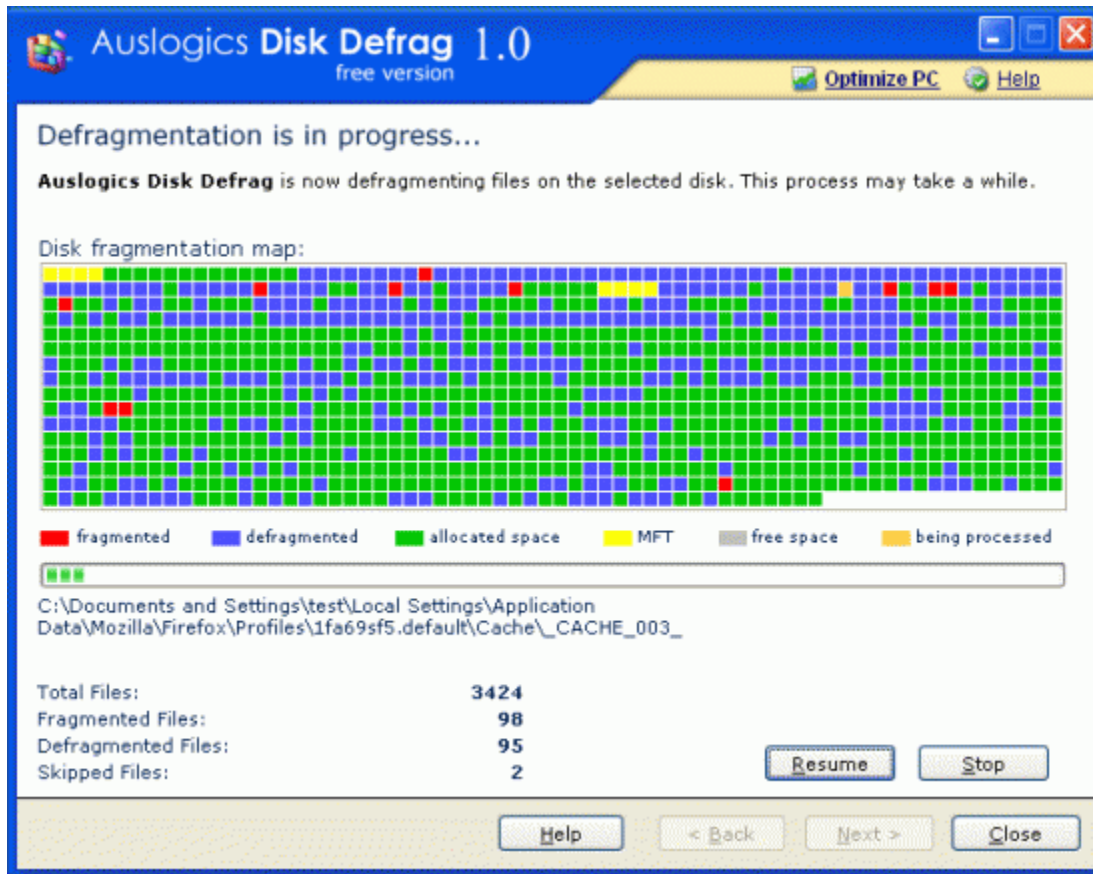 Auslogics Disk Defrag 1.0
free version
Optimize PC Help
Defragmentation is in progress...
Auslogics Disk Defrag is now defragmenting files on the selected disk. This process may take a while.
Disk fragmentation map:
fragmented defragmented allocated space MFT free space being processed
C:\Documents and Settings\test\Local Settings\Application
Data\Mozilla\Firefox\Profiles\1fa69sf5.default\Cache\_CACHE_003_
Total Files: 3424
Fragmented Files: 98
Defragmented Files: 95
Skipped Files: 2
Resume Stop
Help < Back Next > Close